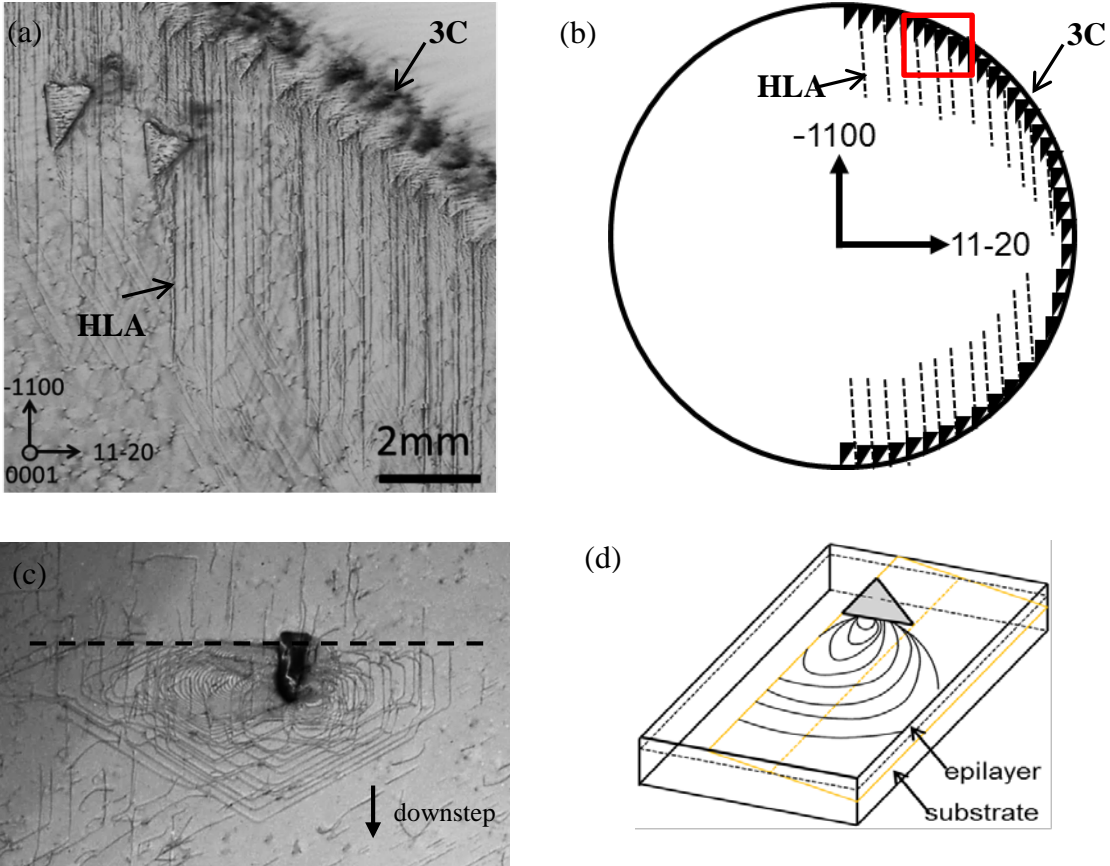 (a)
3C
HLA
-1100
11-20
0001
2mm
(b)
3C
HLA
-1100
11-20
(c)
downstep
(d)
epilayer
substrate